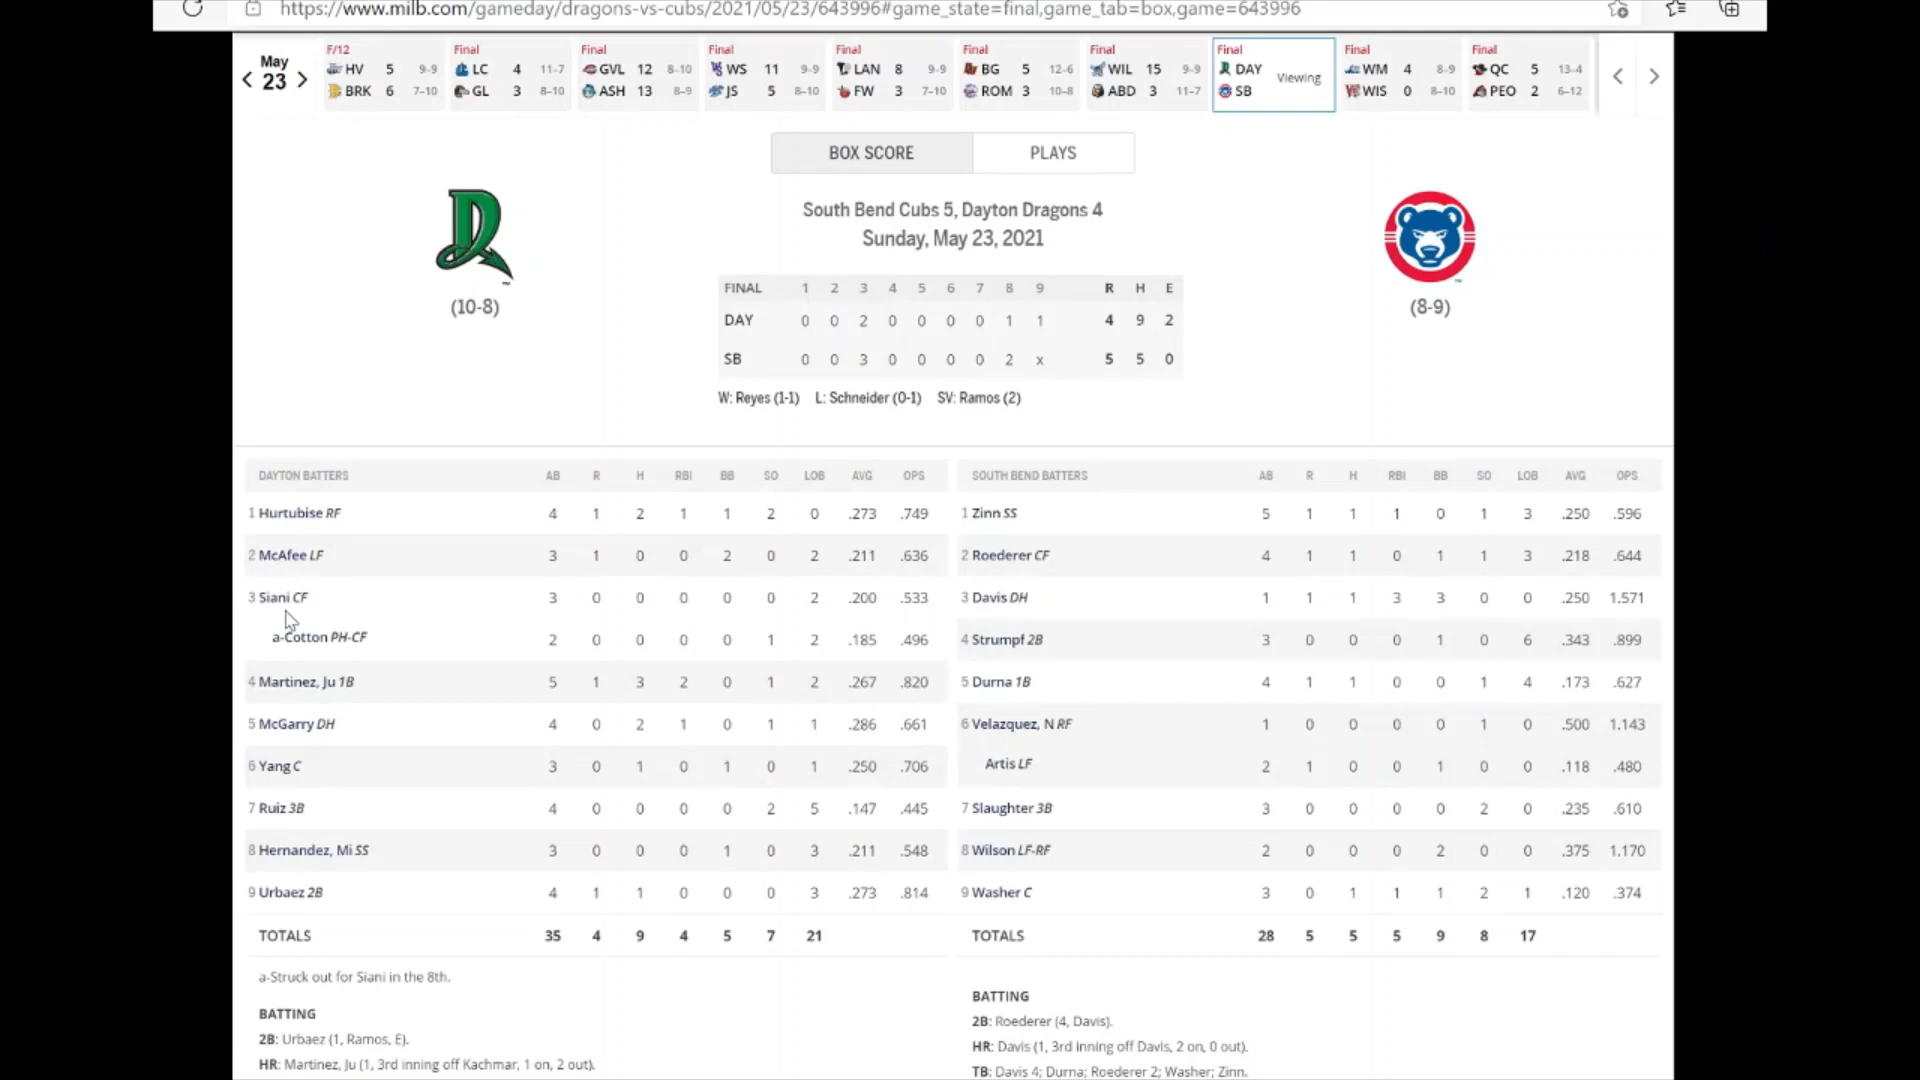 https://www.milb.com/gameday/dragons-vs-cubs/2021/05/23/643996#game_state=final,game_tab=box,game=643996
May
23
F/12
HV 5 9-9
BRK 6 7-10
Final
LC 4 11-7
GL 3 8-10
Final
GVL 12 8-10
ASH 13 8-9
Final
WS 11 9-9
JS 5 8-10
Final
LAN 8 9-9
FW 3 7-10
Final
BG 5 12-6
ROM 3 10-8
Final
WIL 15 9-9
ABD 3 11-7
Final
DAY
SB
Viewing
Final
WM 4 8-9
WIS 0 8-10
Final
QC 5 13-4
PEO 2 6-12
BOX SCORE PLAYS
D
TM
(10-8)
South Bend Cubs 5, Dayton Dragons 4
Sunday, May 23, 2021
(8-9)
FINAL 1 2 3 4 5 6 7 8 9 R H E
DAY 0 0 2 0 0 0 0 1 1 4 9 2
SB 0 0 3 0 0 0 0 2 x 5 5 0
W: Reyes (1-1) L: Schneider (0-1) SV: Ramos (2)
DAYTON BATTERS AB R H RBI BB SO LOB AVG OPS
1 Hurtubise RF 4 1 2 1 1 2 0 .273 .749
2 McAfee LF 3 1 0 0 2 0 2 .211 .636
3 Siani CF 3 0 0 0 0 0 2 .200 .533
a-Cotton PH-CF 2 0 0 0 0 1 2 .185 .496
4 Martinez, Ju 1B 5 1 3 2 0 1 2 .267 .820
5 McGarry DH 4 0 2 1 0 1 1 .286 .661
6 Yang C 3 0 1 0 1 0 1 .250 .706
7 Ruiz 3B 4 0 0 0 0 2 5 .147 .445
8 Hernandez, Mi SS 3 0 0 0 1 0 3 .211 .548
9 Urbaez 2B 4 1 1 0 0 0 3 .273 .814
TOTALS 35 4 9 4 5 7 21
a-Struck out for Siani in the 8th.
BATTING
2B: Urbaez (1, Ramos, E).
HR: Martinez, Ju (1, 3rd inning off Kachmar, 1 on, 2 out).
SOUTH BEND BATTERS AB R H RBI BB SO LOB AVG OPS
1 Zinn SS 5 1 1 1 0 1 3 .250 .596
2 Roederer CF 4 1 1 0 1 1 3 .218 .644
3 Davis DH 1 1 1 3 3 0 0 .250 1.571
4 Strumpf 2B 3 0 0 0 1 0 6 .343 .899
5 Durna 1B 4 1 1 0 0 1 4 .173 .627
6 Velazquez, N RF 1 0 0 0 0 1 0 .500 1.143
Artis LF 2 1 0 0 1 0 0 .118 .480
7 Slaughter 3B 3 0 0 0 0 2 0 .235 .610
8 Wilson LF-RF 2 0 0 0 2 0 0 .375 1.170
9 Washer C 3 0 1 1 1 2 1 .120 .374
TOTALS 28 5 5 5 9 8 17
BATTING
2B: Roederer (4, Davis).
HR: Davis (1, 3rd inning off Davis, 2 on, 0 out).
TB: Davis 4; Durna; Roederer 2; Washer; Zinn.